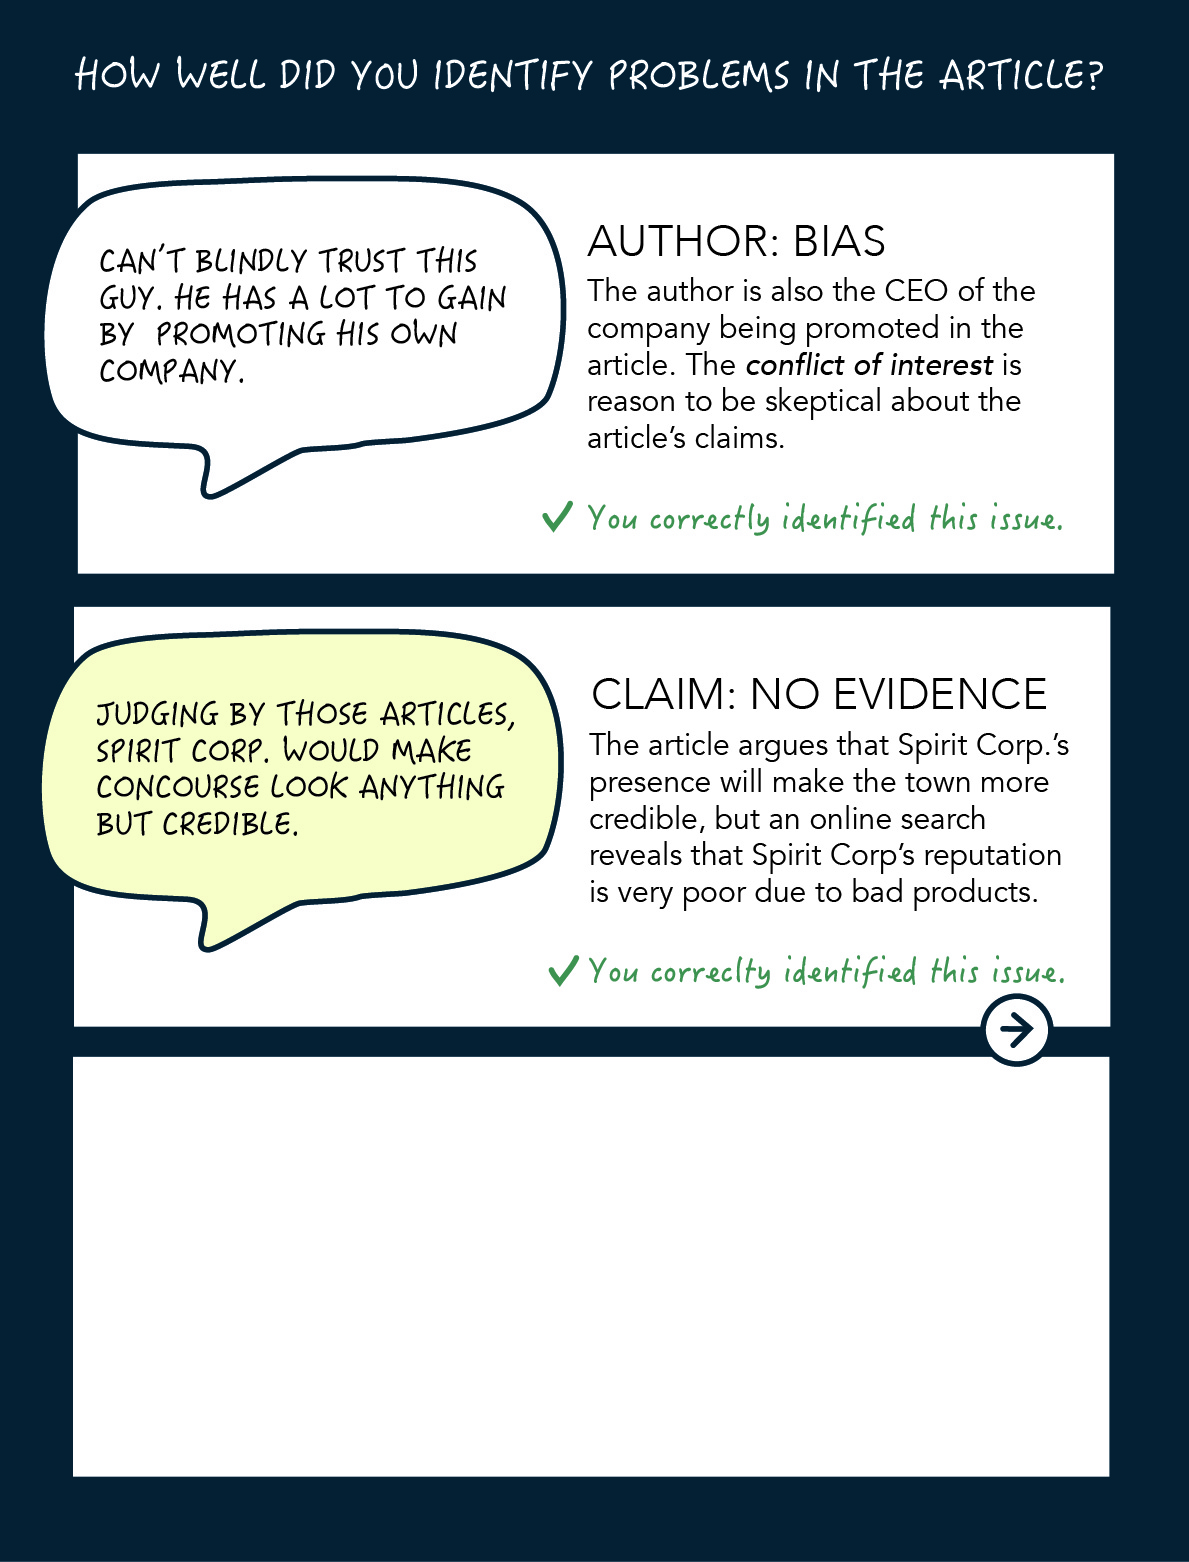 HOW WELL DID YOU IDENTIFY PROBLEMS IN THE ARTICLE?
CAN'T BLINDLY TRUST THIS
GUY. HE HAS A LOT TO GAIN
BY PROMOTING HIS OWN
COMPANY.
AUTHOR: BIAS
The author is also the CEO of the
company being promoted in the
article. The conflict of interest is
reason to be skeptical about the
article's claims.
You correctly identified this issue.
JUDGING BY THOSE ARTICLES,
SPIRIT CORP. WOULD MAKE
CONCOURSE LOOK ANYTHING
BUT CREDIBLE.
CLAIM: NO EVIDENCE
The article argues that Spirit Corp.'s
presence will make the town more
credible, but an online search
reveals that Spirit Corp's reputation
is very poor due to bad products.
You correclty identified this issue.